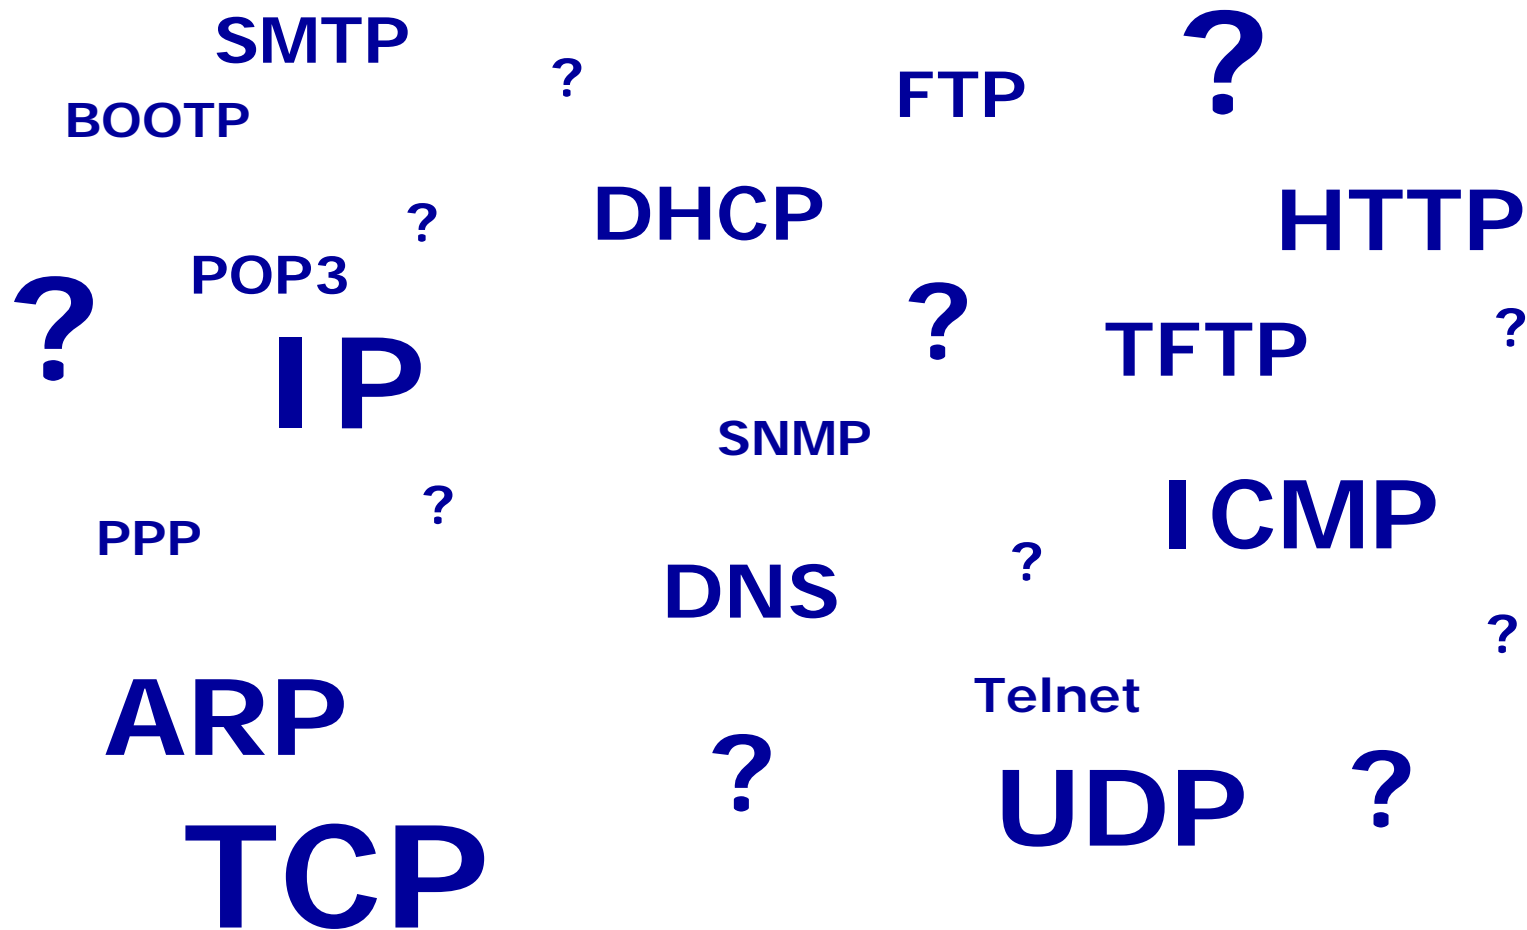 SMTP
?
FTP
?
BOOTP
DHCP
HTTP
?
POP3
?
?
TFTP
?
IP
SNMP
?
PPP
ICMP
?
DNS
?
ARP
Telnet
?
UDP
?
TCP